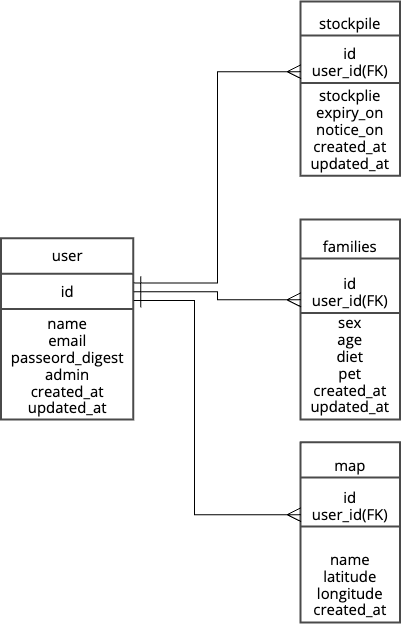 stockpile
id
user_id(FK)
stockplie
expiry_on
notice_on
created_at
updated_at
user
id
name
email
passeord_digest
admin
created_at
updated_at
families
id
user_id(FK)
sex
age
diet
pet
created_at
updated_at
map
id
user_id(FK)
name
latitude
longitude
created_at